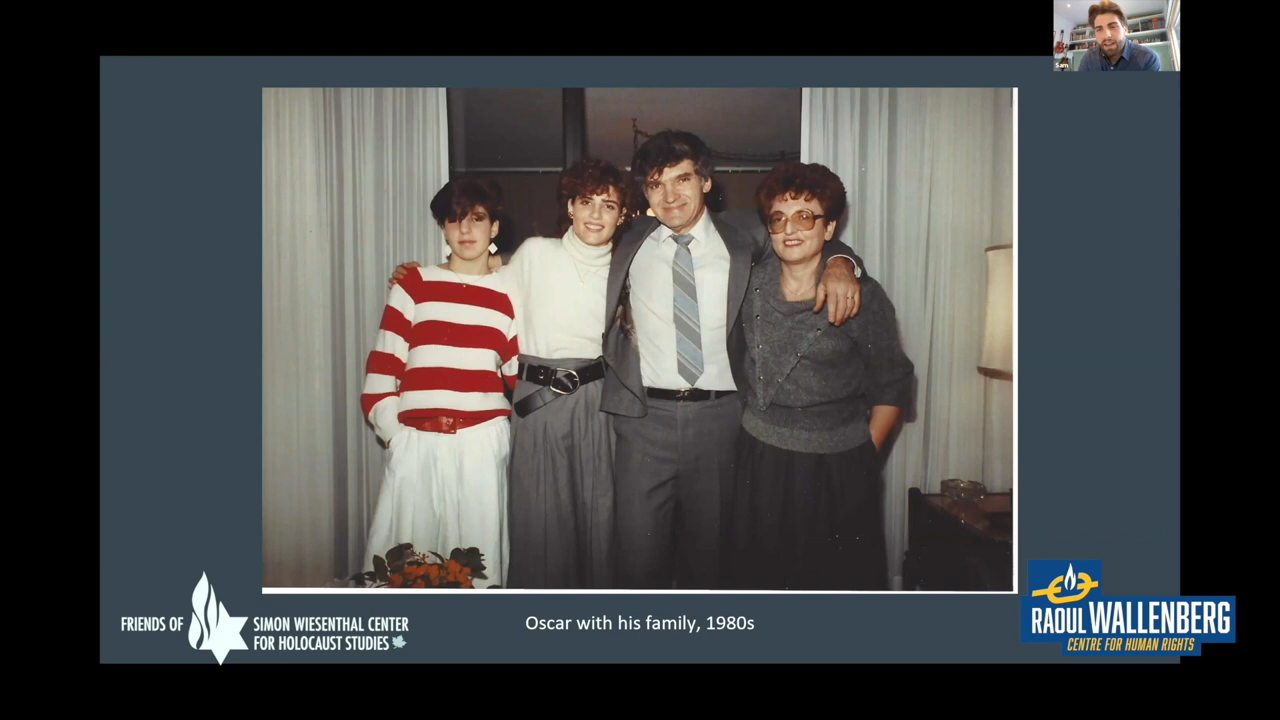 Sam
FRIENDS OF
SIMON WIESENTHAL CENTER
FOR HOLOCAUST STUDIES
Oscar with his family, 1980s
RAOUL WALLENBERG
CENTRE FOR HUMAN RIGHTS